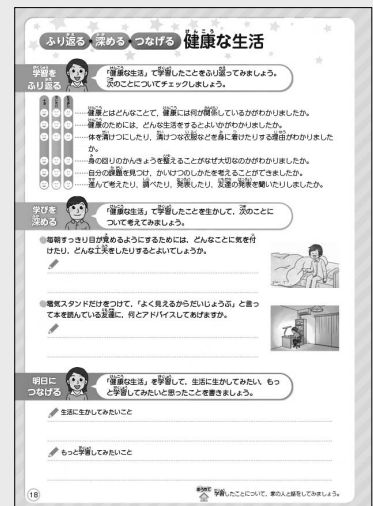 ふり返る 深める つなげる 健康な生活
学習を
ふり返る
「健康な生活」で学習したことをふり返ってみましょう。
次のことについてチェックしましょう。
健康とはどんなことで、健康には何が関係しているかがわかりましたか。
健康のためには、どんな生活をするとよいかがわかりましたか。
体を清けつにしたり、清けつな衣服などを身に着けたりする理由がわかりました
か。
身の回りのかんきょうを整えることがなぜ大切なのかがわかりましたか。
自分の課題を見つけ、かいけつのしかたを考えることができましたか。
進んで考えたり、調べたり、発表したり、友達の発表を聞いたりしましたか。
学びを
深める
「健康な生活」で学習したことを生かして、次のことに
ついて考えてみましょう。
毎朝すっきり目が覚めるようにするためには、どんなことに気を付
けたり、どんな工夫をしたりするとよいでしょうか。
電気スタンドだけをつけて、「よく見えるからだいじょうぶ」と言っ
て本を読んでいる友達に、何とアドバイスしてあげますか。
明日に
つなげる
「健康な生活」を学習して、生活に生かしてみたい、もっ
と学習してみたいと思ったことを書きましょう。
生活に生かしてみたいこと
もっと学習してみたいこと
18
学習したことについて、家の人と話をしてみましょう。